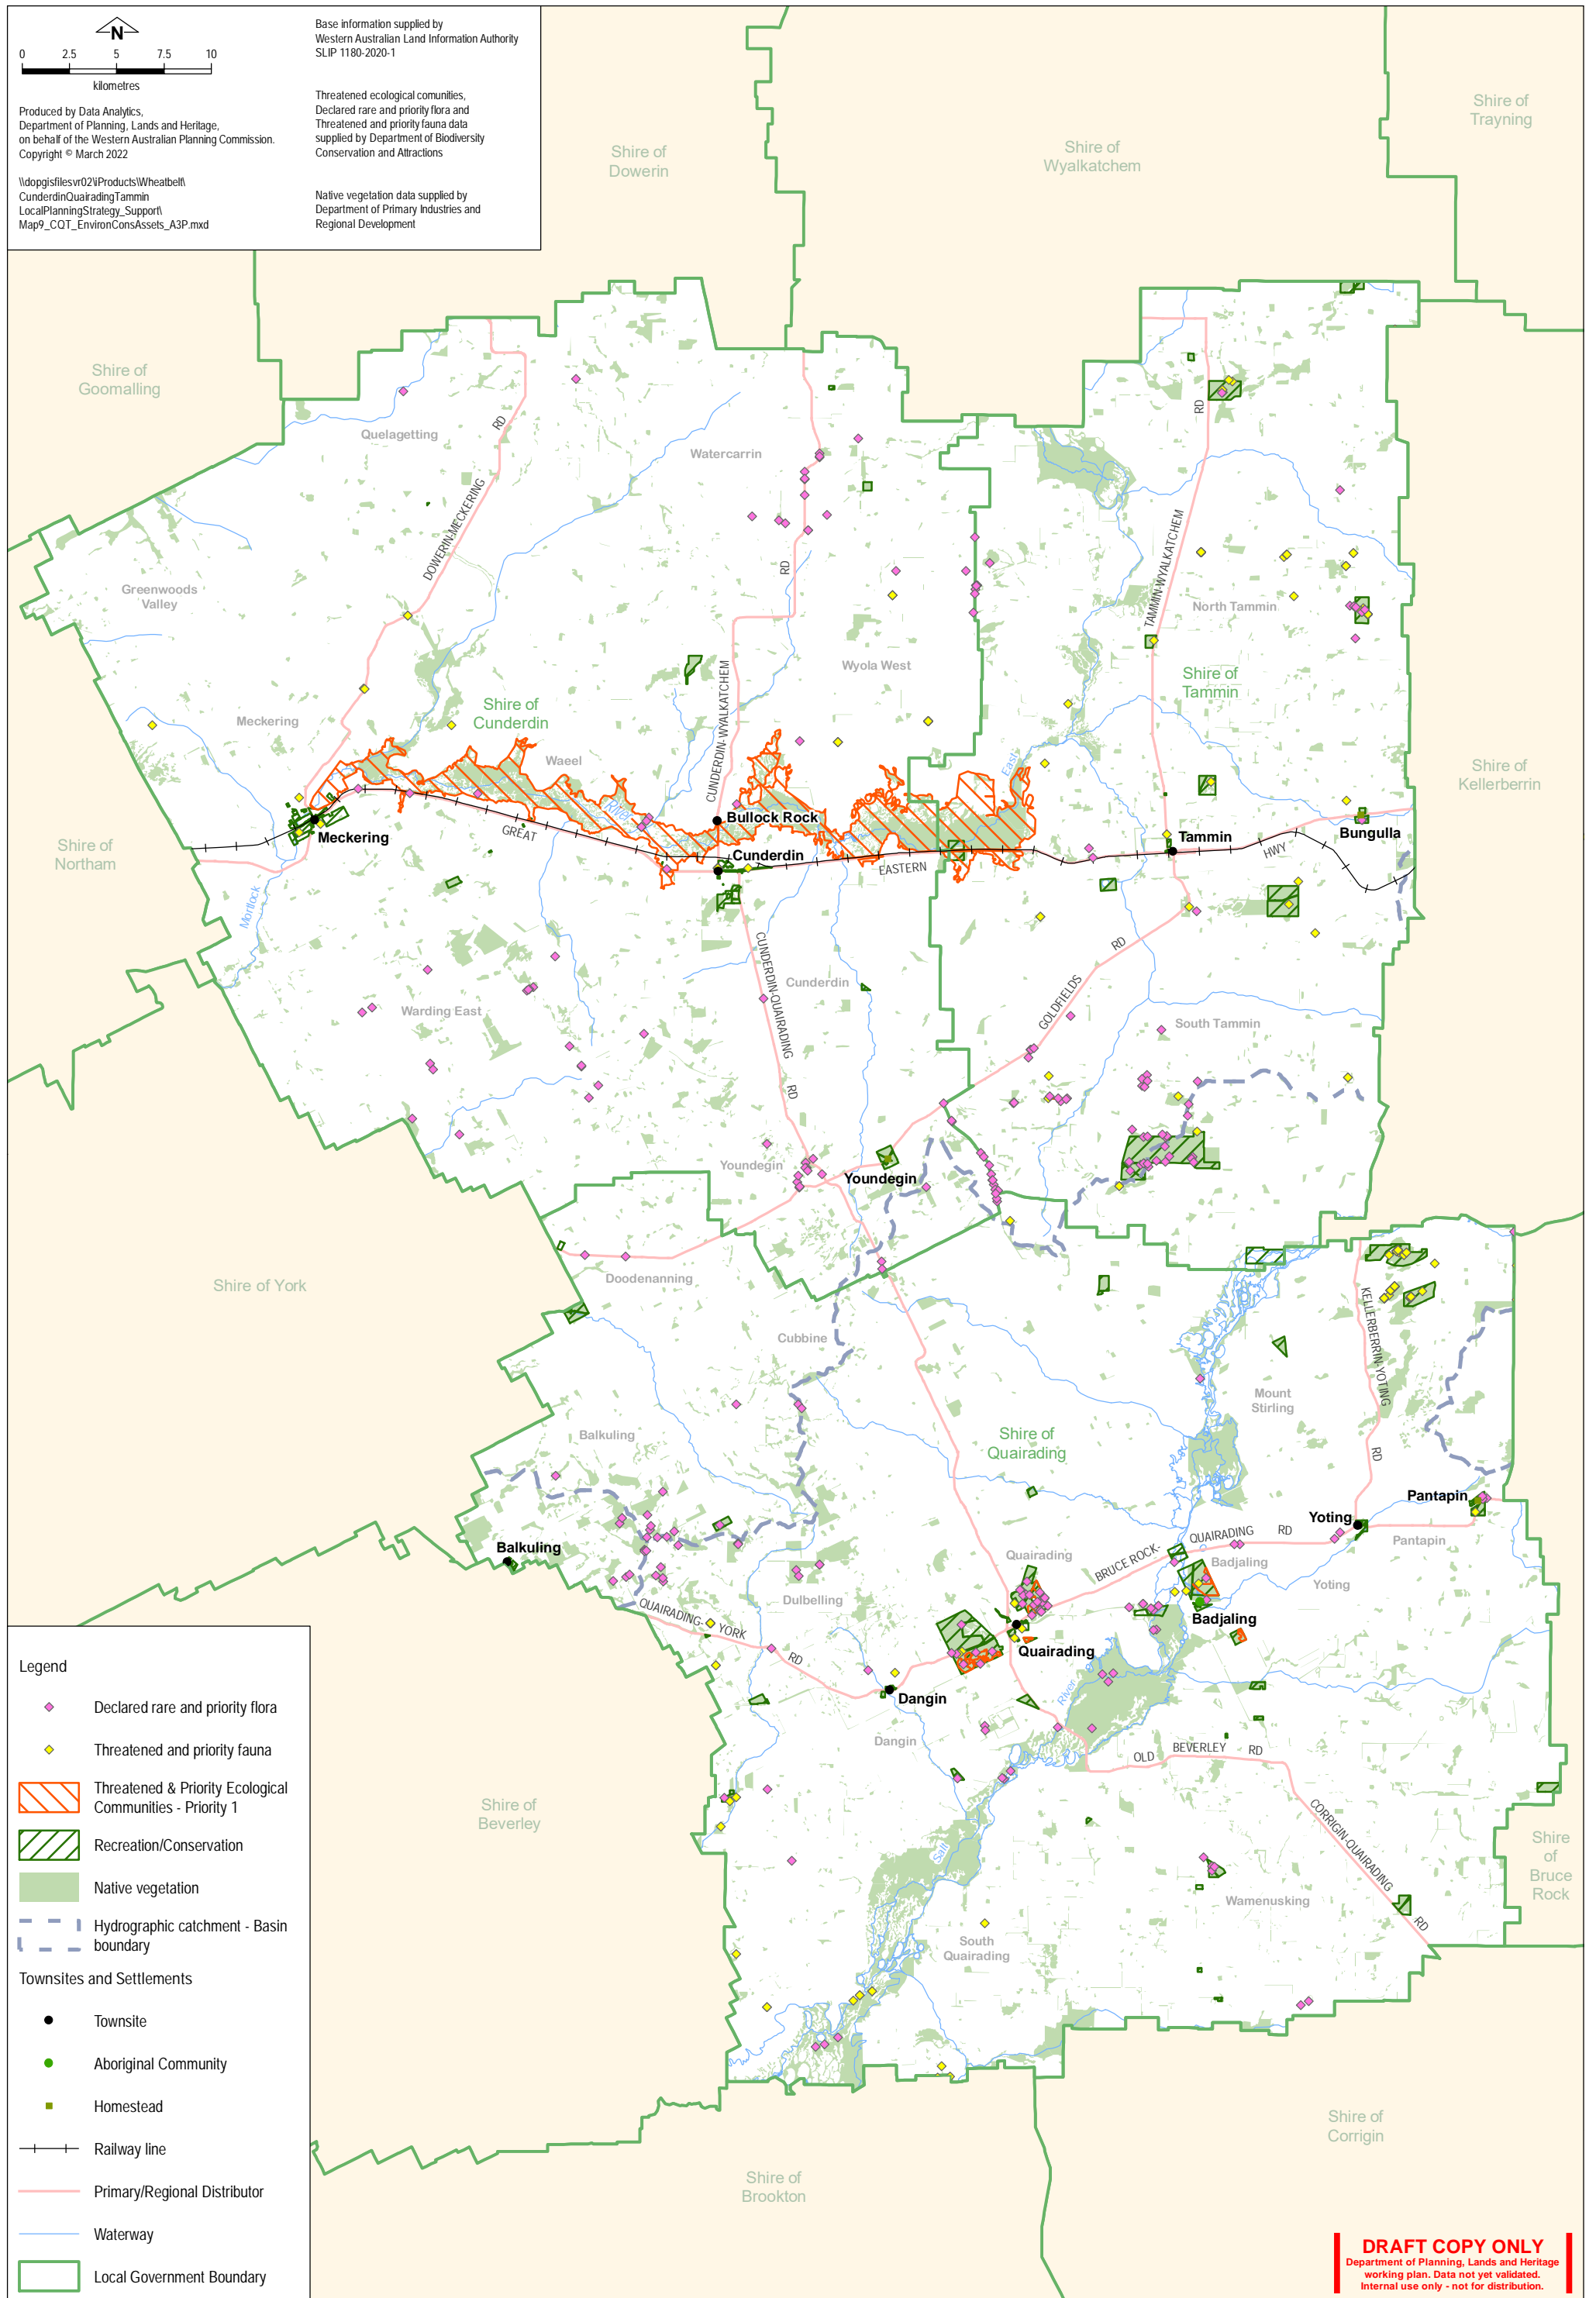 N
0 2.5 5 7.5 10
kilometres
Produced by Data Analytics,
Department of Planning, Lands and Heritage,
on behalf of the Western Australian Planning Commission.
Copyright © March 2022
\\dopgisfilesvr02\iProducts\Wheatbelt\
CunderdinQuairadingTammin
LocalPlanningStrategy_Support\
Map9_CQT_EnvironConsAssets_A3P.mxd
Base information supplied by
Western Australian Land Information Authority
SLIP 1180-2020-1
Threatened ecological comunities,
Declared rare and priority flora and
Threatened and priority fauna data
supplied by Department of Biodiversity
Conservation and Attractions
Native vegetation data supplied by
Department of Primary Industries and
Regional Development
Shire of
Dowerin
Shire of
Wyalkatchem
Shire of
Trayning
Shire of
Goomalling
Quelagetting
RD
Watercarrin
RD
DOWERIN-MECKERING
TAMMIN-WYALKATCHEM
Greenwoods
Valley
RD
North Tammin
Wyola West
Shire of
Tammin
CUNDERDIN-WYALKATCHEM
Shire of
Cunderdin
Meckering
Waeel
East
Shire of
Kellerberrin
River
Bullock Rock
Meckering
GREAT
Cunderdin
EASTERN
Tammin
HWY
Bungulla
Shire of
Northam
Mortlock
CUNDERDIN-QUAIRADING
RD
Cunderdin
RD
GOLDFIELDS
South Tammin
Warding East
Youndegin
Youndegin
Shire of York
Doodenanning
Cubbine
KELLERBERRIN-YOTING
RD
Mount
Stirling
Balkuling
Shire of
Quairading
Pantapin
Yoting
Pantapin
Balkuling
Quairading
BRUCE ROCK-
QUAIRADING
RD
Badjaling
Yoting
Dulbelling
QUAIRADING-
YORK
RD
Badjaling
Quairading
Dangin
River
Dangin
OLD
BEVERLEY
RD
CORRIGIN-QUAIRADING
RD
Shire of
Beverley
Salt
Shire
of
Bruce
Rock
Wamenusking
South
Quairading
Shire of
Corrigin
Shire of
Brookton
Legend
Declared rare and priority flora
Threatened and priority fauna
Threatened & Priority Ecological
Communities - Priority 1
Recreation/Conservation
Native vegetation
Hydrographic catchment - Basin
boundary
Townsites and Settlements
Townsite
Aboriginal Community
Homestead
Railway line
Primary/Regional Distributor
Waterway
Local Government Boundary
DRAFT COPY ONLY
Department of Planning, Lands and Heritage
working plan. Data not yet validated.
Internal use only - not for distribution.